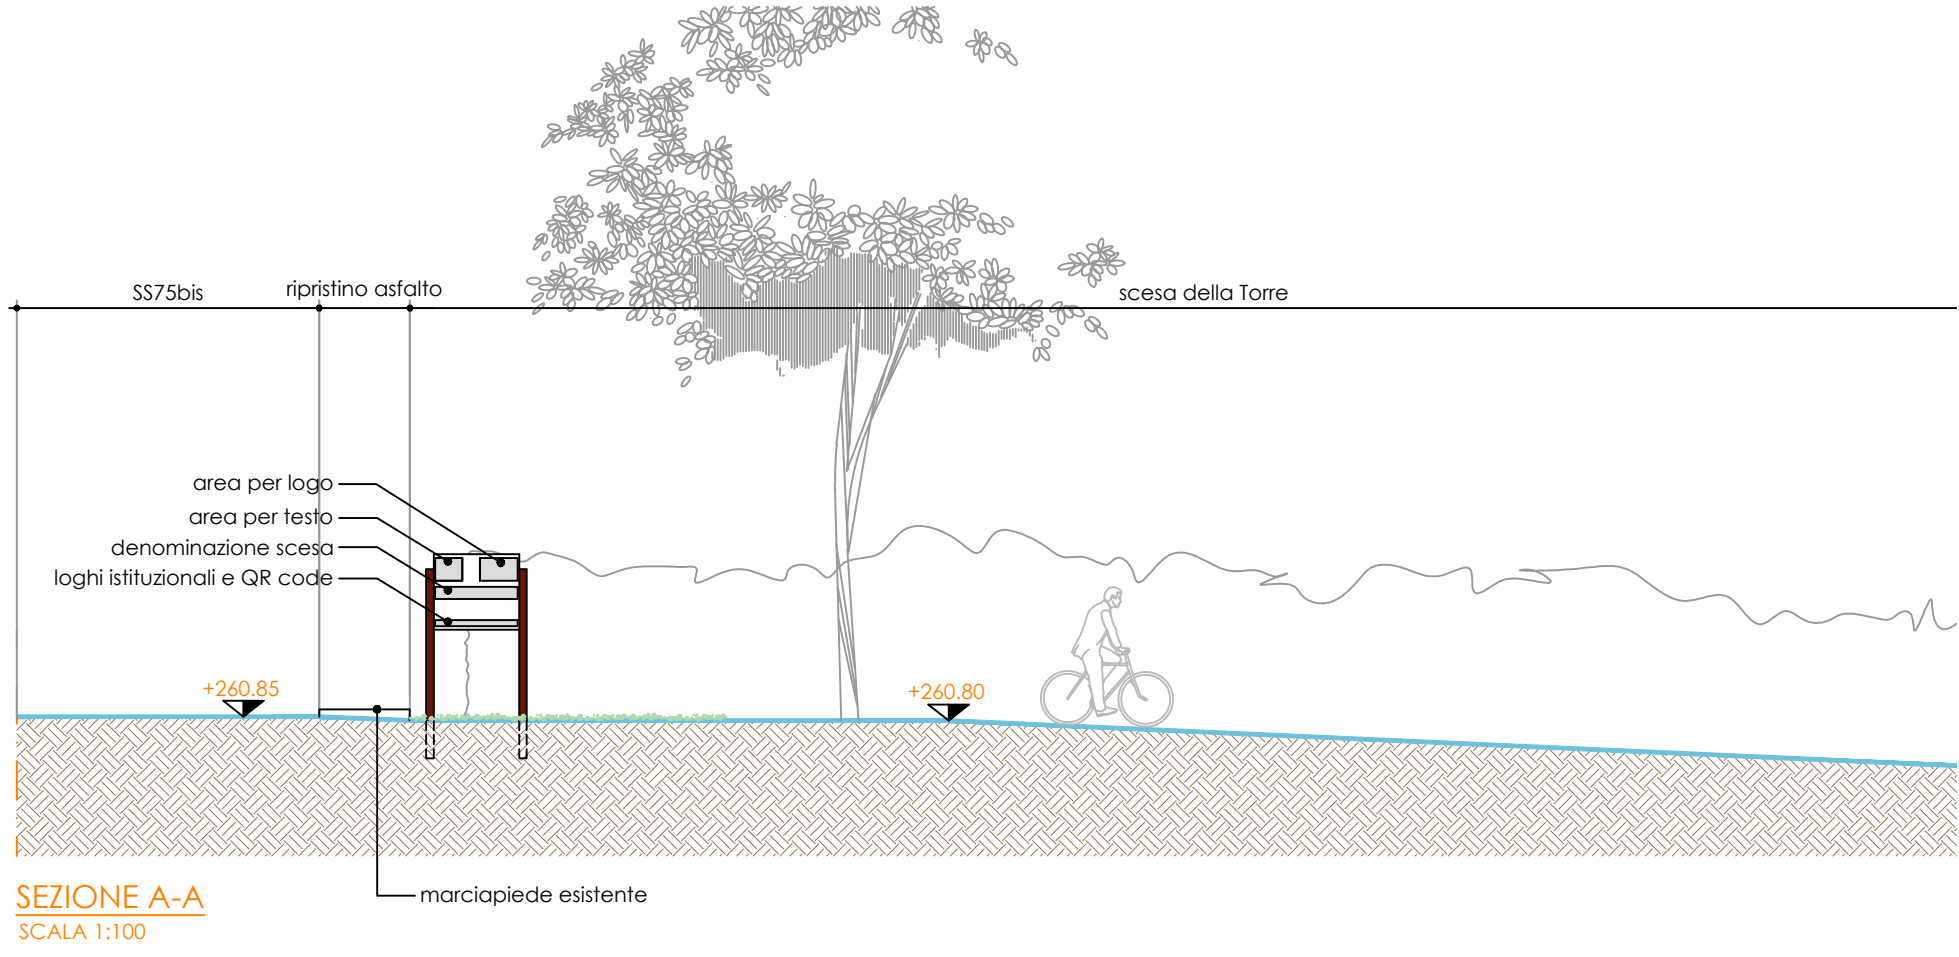 SS75bis
ripristino asfalto
scesa della Torre
area per logo
area per testo
denominazione scesa
loghi istituzionali e QR code
+260.85
+260.80
marciapiede esistente
SEZIONE A-A
SCALA 1:100